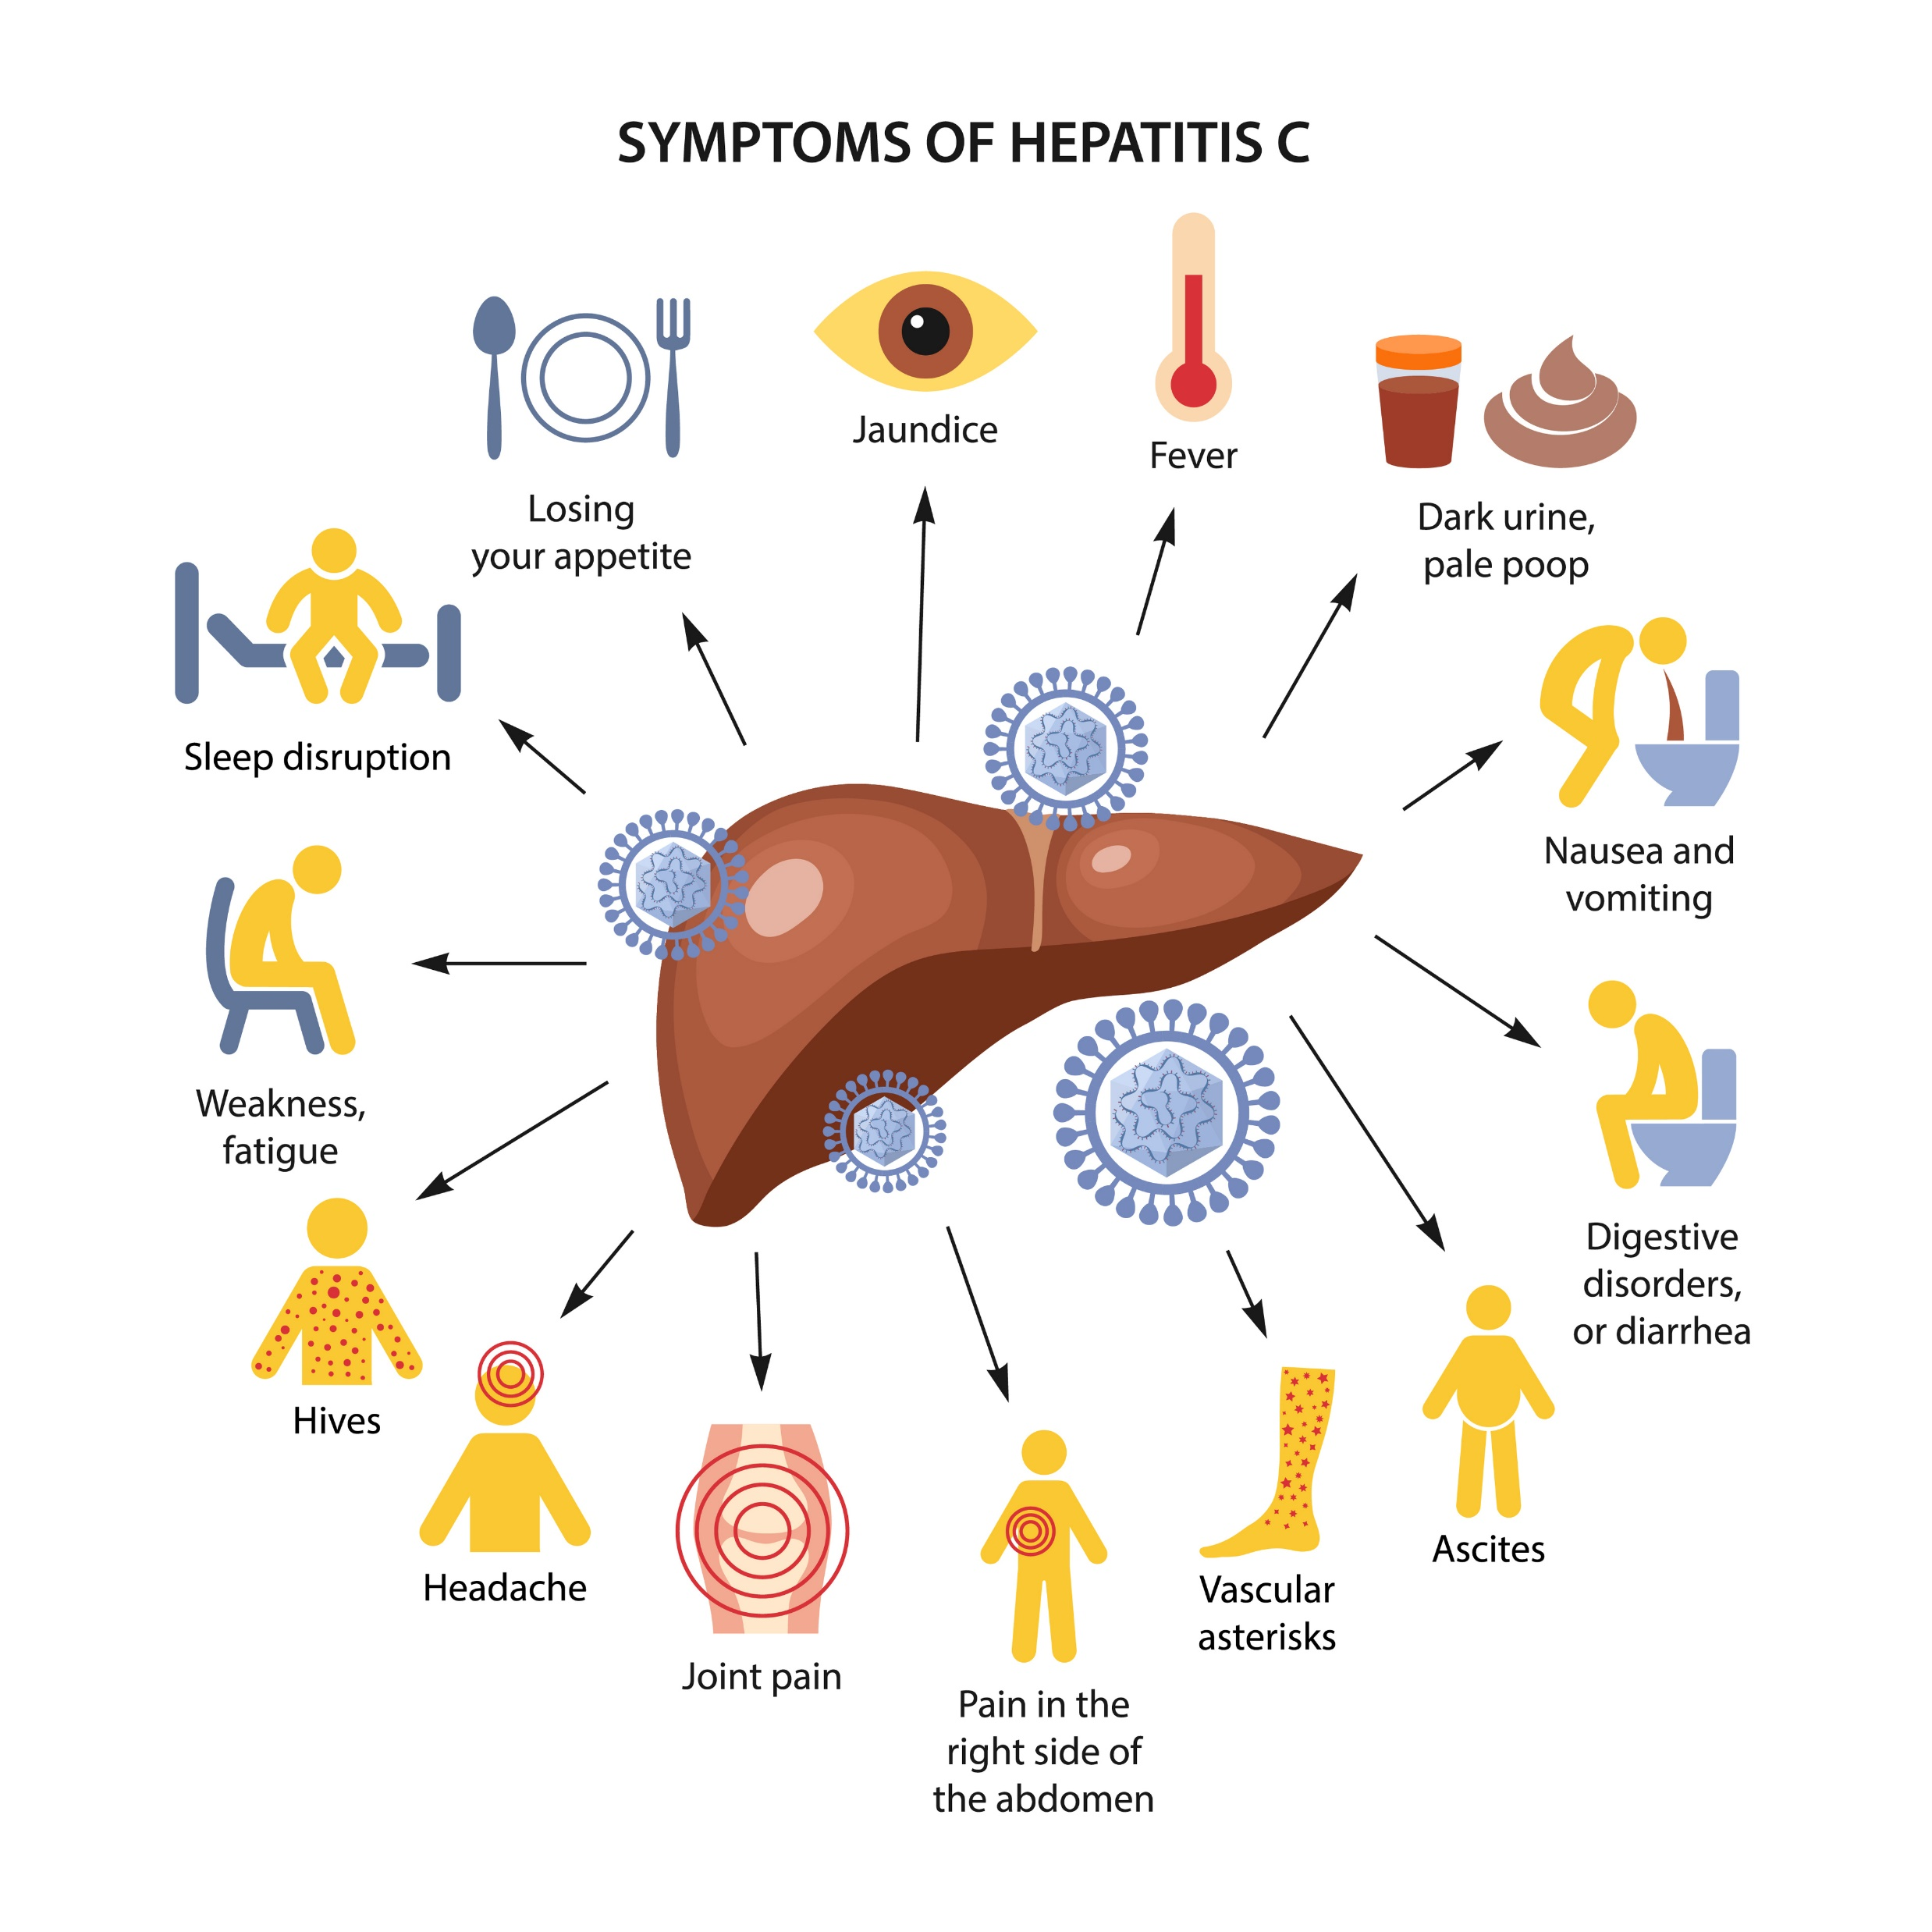 SYMPTOMS OF HEPATITIS C
Losing
your appetite
Jaundice
Fever
Dark urine,
pale poop
Sleep disruption
Nausea and
vomiting
Weakness,
fatigue
Digestive
disorders,
or diarrhea
Hives
Headache
Joint pain
Pain in the
right side of
the abdomen
Vascular
asterisks
Ascites